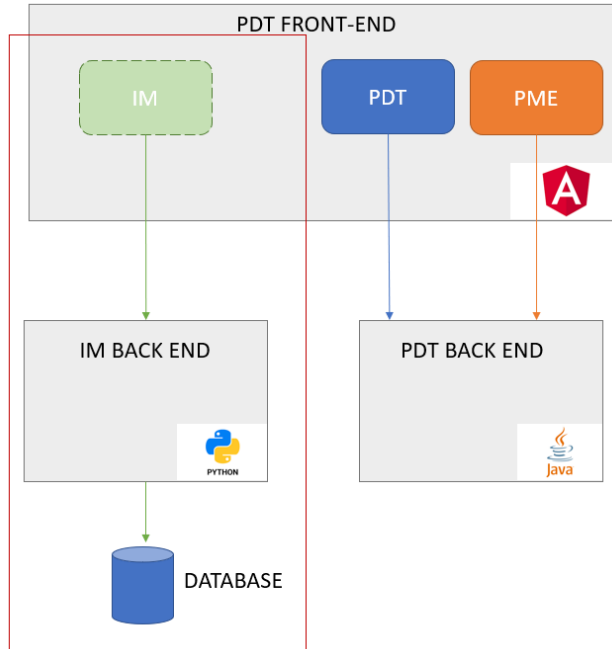 PDT FRONT-END
IM
PDT
PME
A
IM BACK END
PYTHON
PDT BACK END
Java
DATABASE